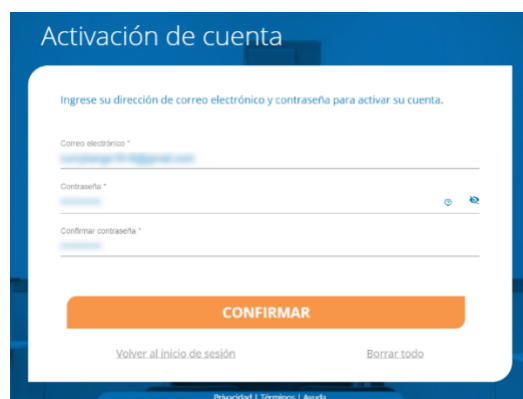 Activación de cuenta
Ingrese su dirección de correo electrónico y contraseña para activar su cuenta.
Correo electrónico *
Contraseña *
Confirmar contraseña *
CONFIRMAR
Volver al inicio de sesión
Borrar todo
Privacidad | Términos | Ayuda